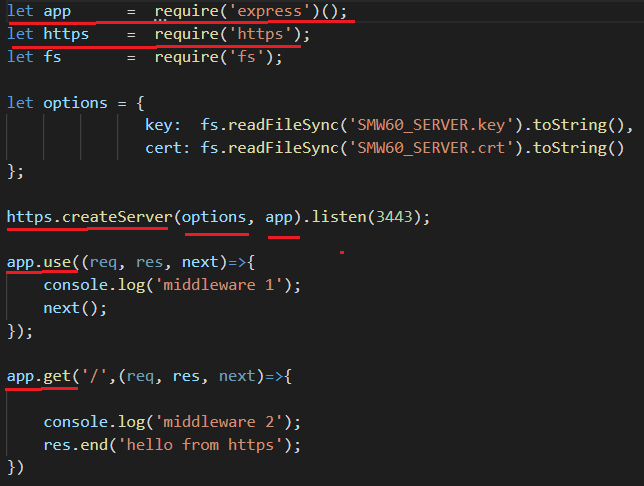 let app      =  require('express')();
let https    =  require('https');
let fs       =  require('fs');
let options = {
               key:  fs.readFileSync('SMW60_SERVER.key').toString(),
               cert: fs.readFileSync('SMW60_SERVER.crt').toString()
};
https.createServer(options, app).listen(3443);
app.use((req, res, next)=>{
    console.log('middleware 1');
    next();
});
app.get('/',(req, res, next)=>{
    console.log('middleware 2');
    res.end('hello from https');
})